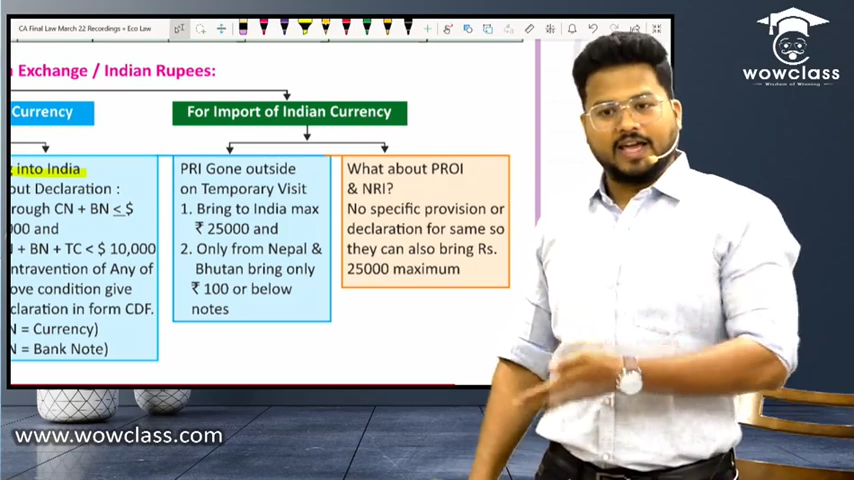 CA Final Law March 22 Recordings + Eco Law
Exchange / Indian Rupees:
Currency
into India
out Declaration :
rough CN + BN < $
000 and
+ BN + TC < $ 10,000
ntravention of Any of
ove condition give
claration in form CDF.
N = Currency)
N = Bank Note)
For Import of Indian Currency
PRI Gone outside
on Temporary Visit
1. Bring to India max
₹ 25000 and
2. Only from Nepal &
Bhutan bring only
₹ 100 or below
notes
What about PROI
& NRI?
No specific provision or
declaration for same so
they can also bring Rs.
25000 maximum
wowclass
Wisdom of Winning
www.wowclass.com